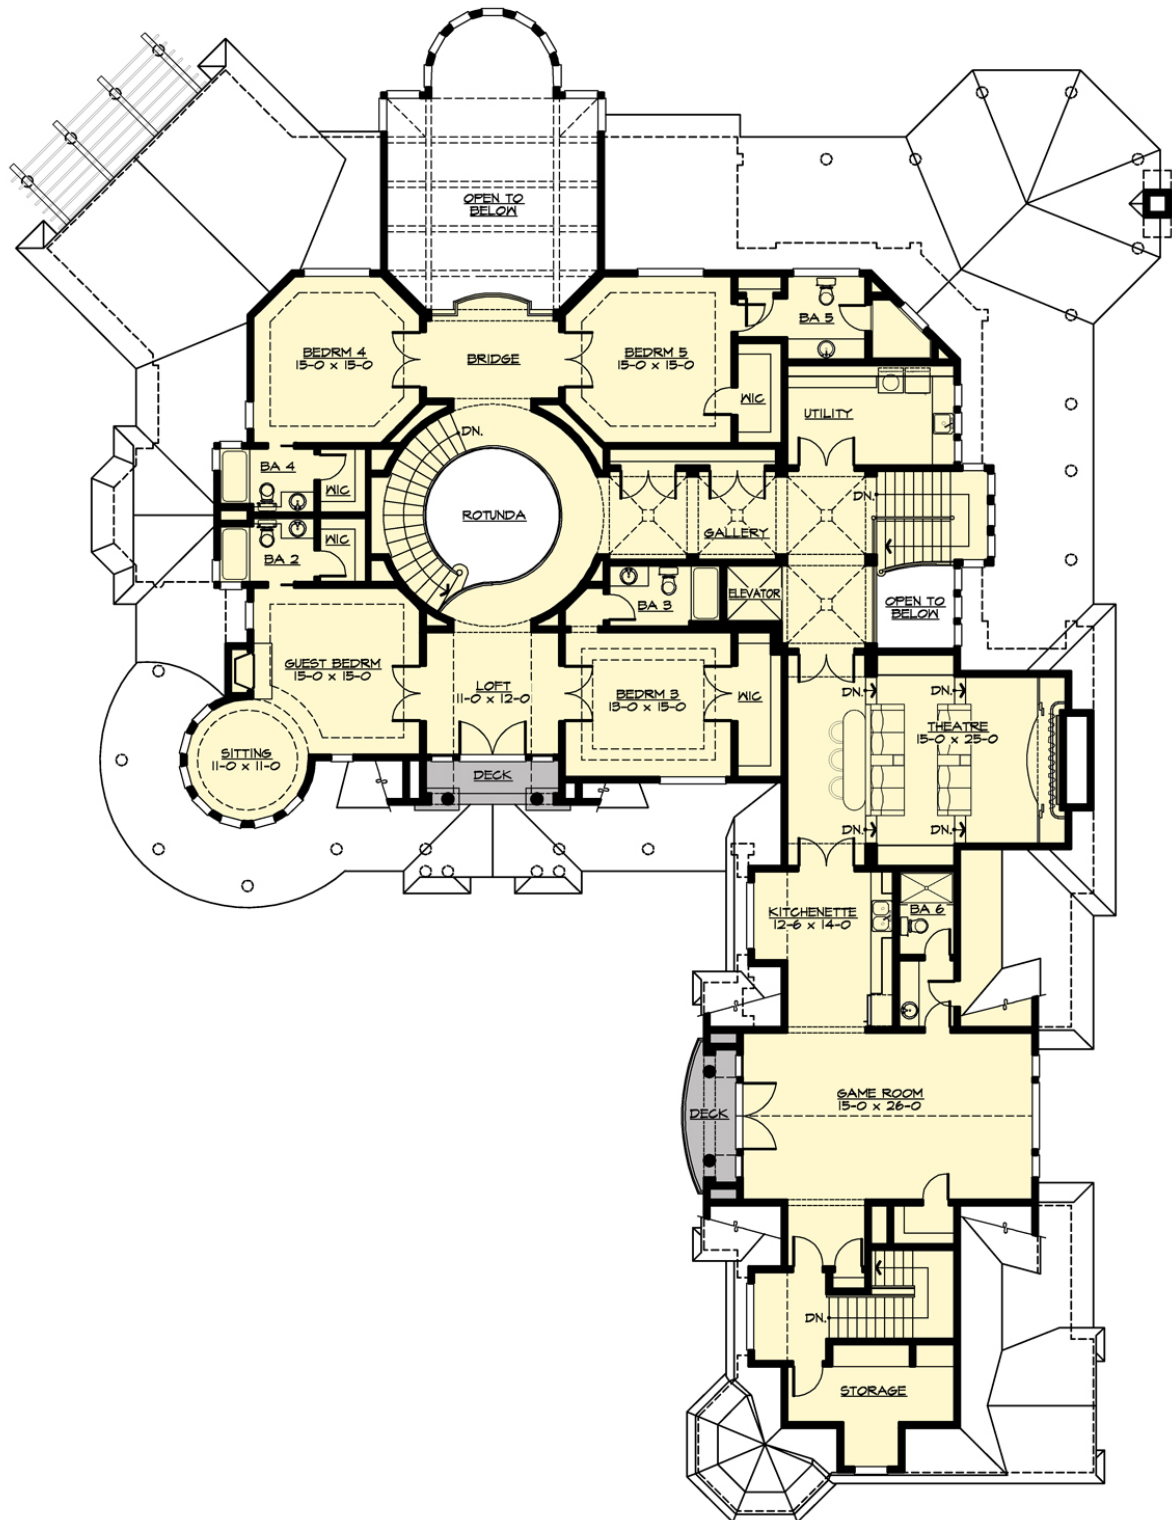 OPEN TO
BELOW
BEDRM 4
15-0 x 15-0
BRIDGE
BEDRM 5
15-0 x 15-0
BA 5
WIC
UTILITY
DN.
BA 4
WIC
ROTUNDA
GALLERY
DN.
BA 2
WIC
BA 3
ELEVATOR
OPEN TO
BELOW
GUEST BEDRM
15-0 x 15-0
LOFT
11-0 x 12-0
BEDRM 3
13-0 x 15-0
WIC
DN.
DN.
THEATRE
15-0 x 25-0
SITTING
11-0 x 11-0
DECK
DN.
DN.
KITCHENETTE
12-6 x 14-0
BA 6
GAME ROOM
15-0 x 26-0
DECK
DN.
STORAGE